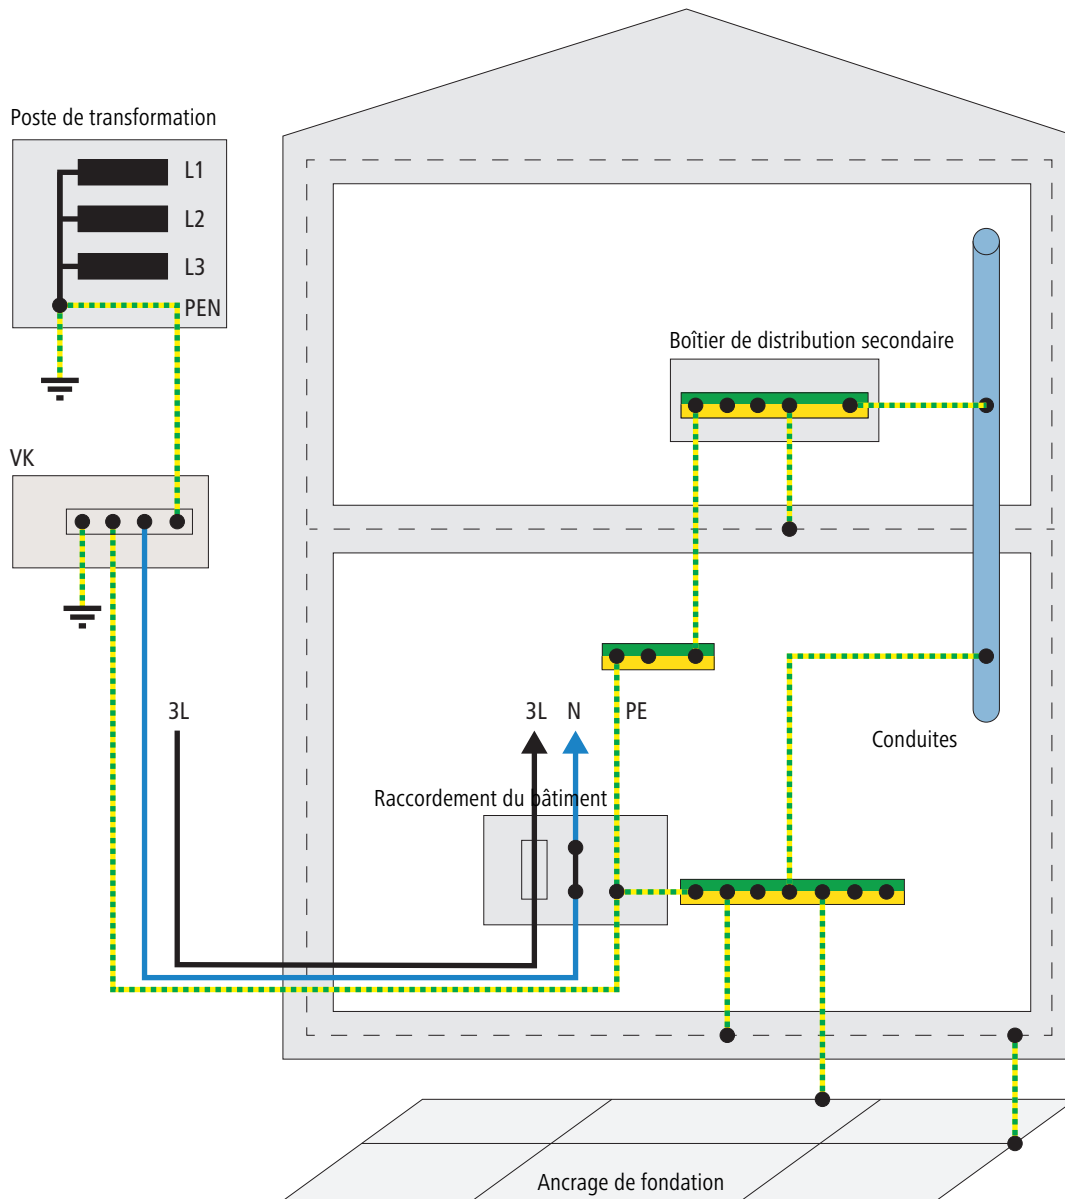 Poste de transformation
L1
L2
L3
PEN
Boîtier de distribution secondaire
VK
3L
3L N PE
Conduites
Raccordement du bâtiment
Ancrage de fondation